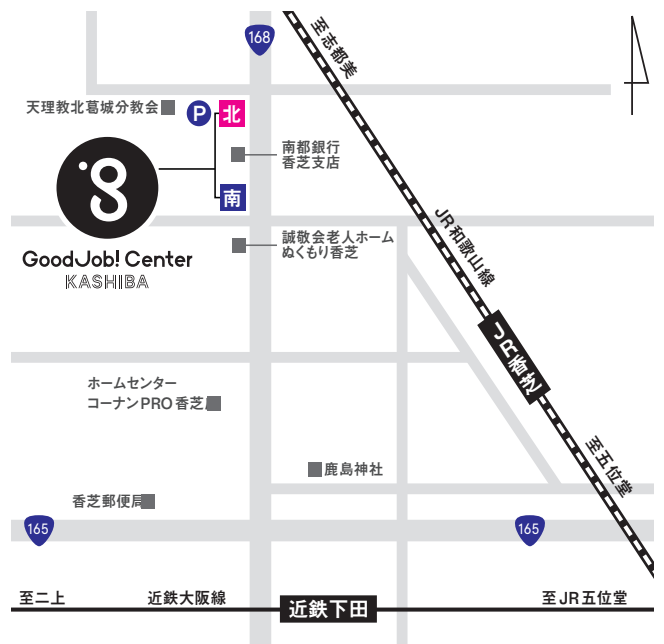 168
至志都美
天理教北葛城分教会
P
北
南都銀行
香芝支店
南
JR和歌山線
誠敬会老人ホーム
ぬくもり香芝
GoodJob! Center
KASHIBA
JR香芝
ホームセンター
コーナンPRO香芝店
鹿島神社
至五位堂
香芝郵便局
165
165
至二上
近鉄大阪線
近鉄下田
至JR五位堂